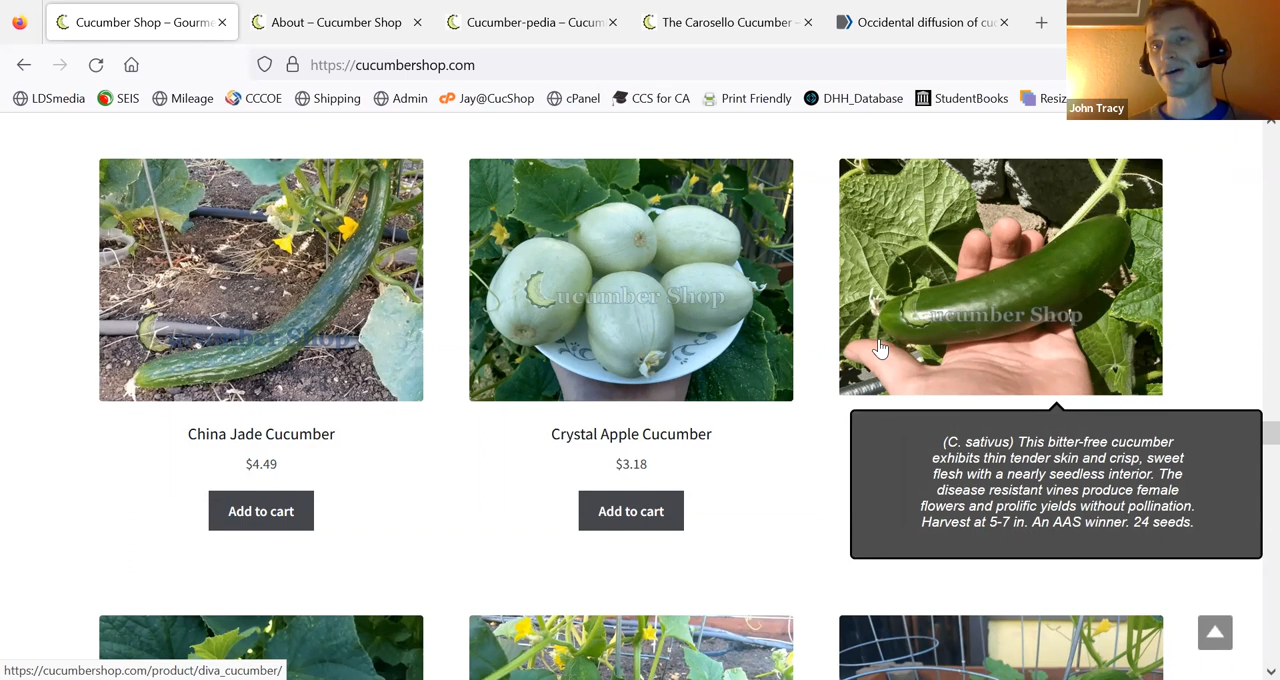 Cucumber Shop – Gourme
About – Cucumber Shop
Cucumber-pedia – Cucum
The Carosello Cucumber –
Occidental diffusion of cuc
https://cucumbershop.com
LDSmedia
SEIS
Mileage
CCCOE
Shipping
Admin
Jay@CucShop
cPanel
CCS for CA
Print Friendly
DHH_Database
StudentBooks
Resiz
John Tracy
ucumber Shop
ucumber Shop
ucumber Shop
China Jade Cucumber
$4.49
Add to cart
Crystal Apple Cucumber
$3.18
Add to cart
(C. sativus) This bitter-free cucumber
exhibits thin tender skin and crisp, sweet
flesh with a nearly seedless interior. The
disease resistant vines produce female
flowers and prolific yields without pollination.
Harvest at 5-7 in. An AAS winner. 24 seeds.
https://cucumbershop.com/product/diva_cucumber/